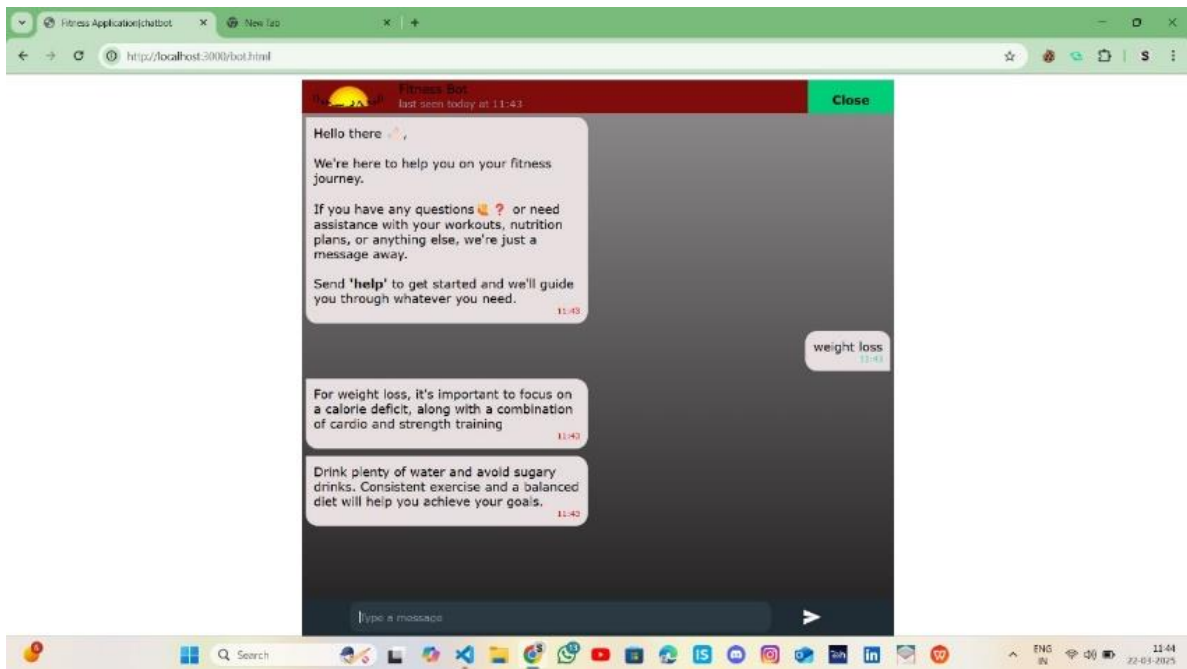 Fitness Application|chatbot
New Tab
http://localhost:3000/bot.html
Fitness Bot
last seen today at 11:43
Close
Hello there ,
We're here to help you on your fitness
journey.
If you have any questions ❓ or need
assistance with your workouts, nutrition
plans, or anything else, we're just a
message away.
Send 'help' to get started and we'll guide
you through whatever you need.
11:43
weight loss
11:43
For weight loss, it's important to focus on
a calorie deficit, along with a combination
of cardio and strength training
11:43
Drink plenty of water and avoid sugary
drinks. Consistent exercise and a balanced
diet will help you achieve your goals.
11:43
Type a message
Search
ENG
IN
11:44
22-03-2025